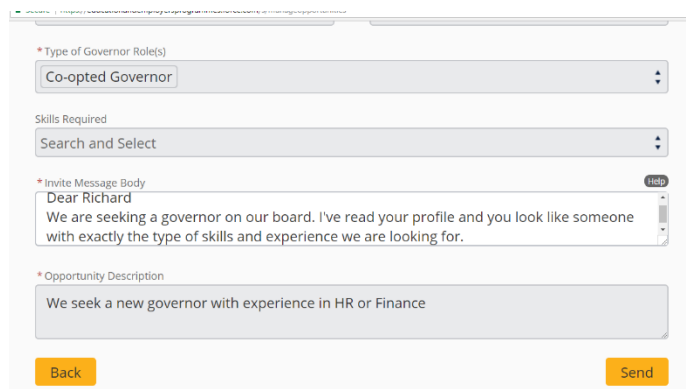 * Type of Governor Role(s)
Co-opted Governor
Skills Required
Search and Select
* Invite Message Body
Help
Dear Richard
We are seeking a governor on our board. I've read your profile and you look like someone
with exactly the type of skills and experience we are looking for.
* Opportunity Description
We seek a new governor with experience in HR or Finance
Back
Send